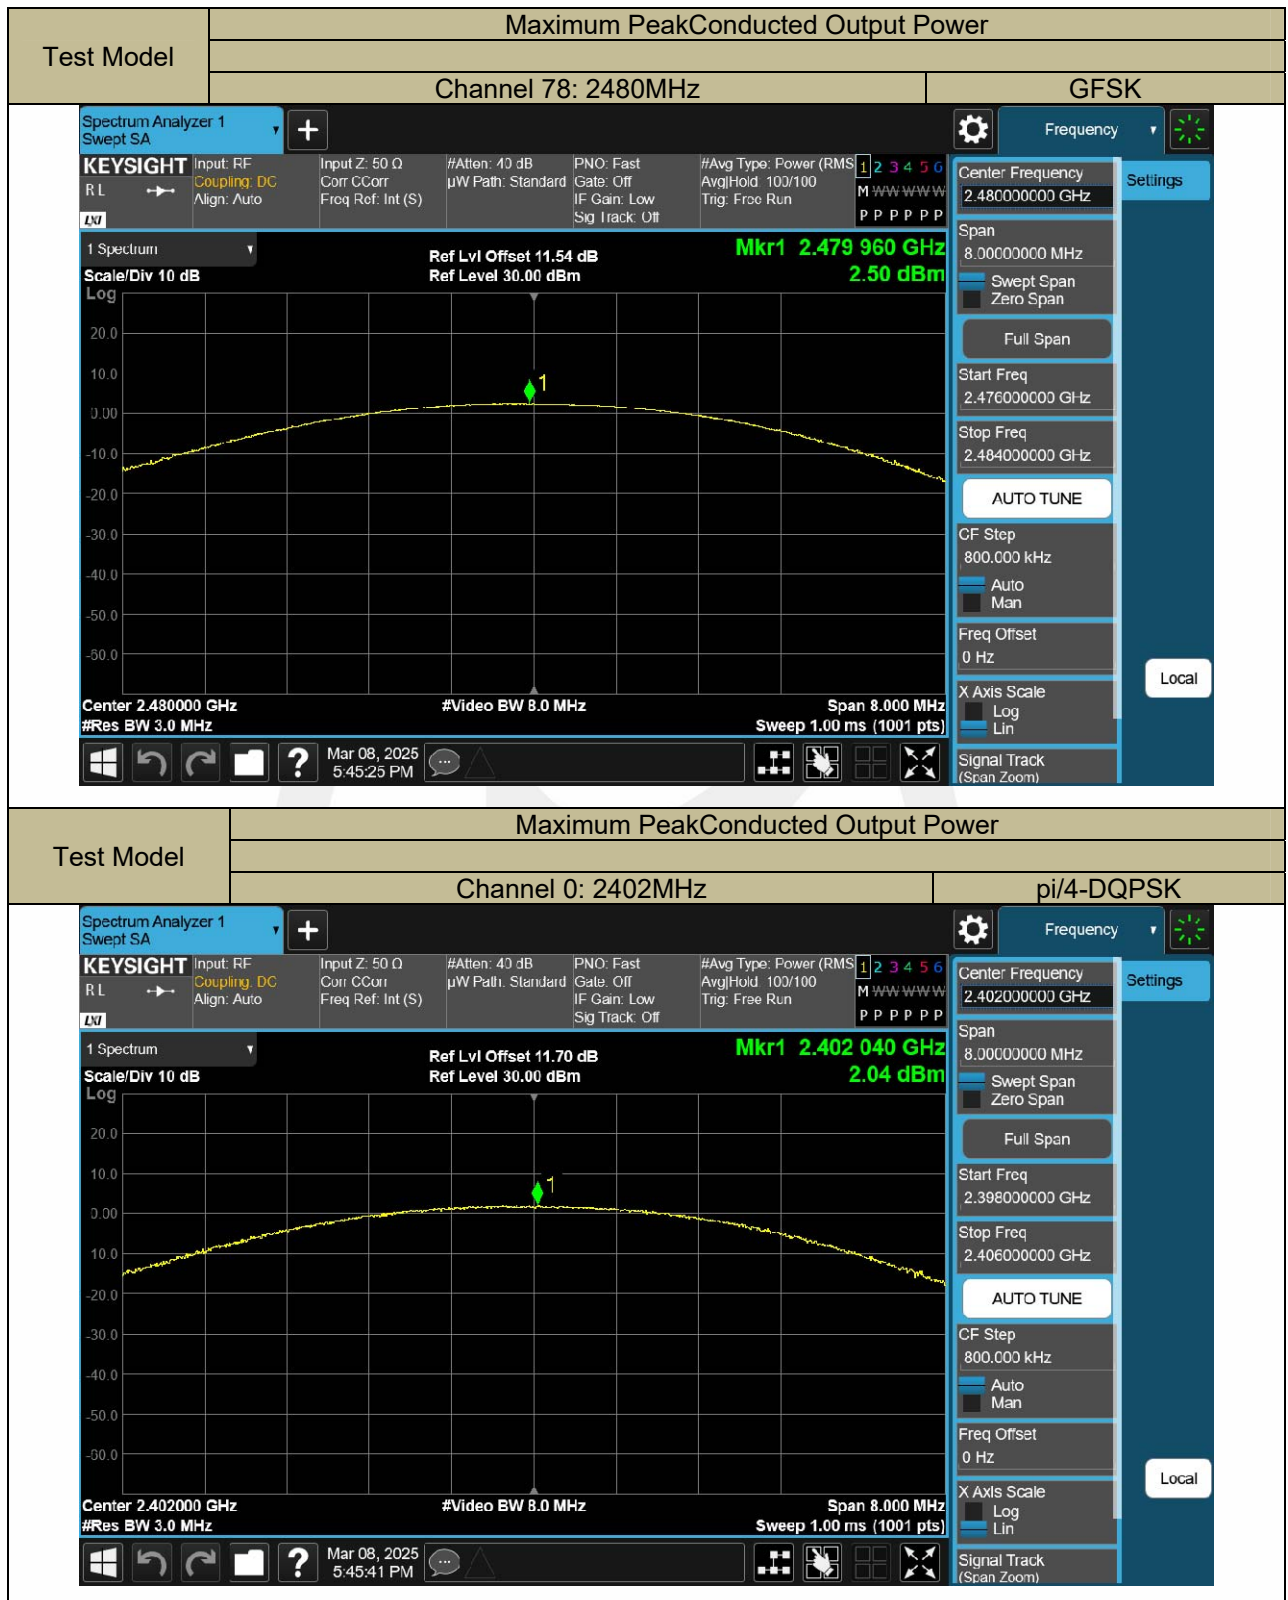 Test Model
Maximum PeakConducted Output Power
Channel 78: 2480MHz
GFSK
Spectrum Analyzer 1
Swept SA
Frequency
KEYSIGHT
R L
LXI
Input: RF
Coupling: DC
Align: Auto
Input Z: 50 Ω
Corr CCorr
Freq Ref: Int (S)
#Atten: 40 dB
µW Path: Standard
PNO: Fast
Gate: Off
IF Gain: Low
Sig Track: Off
#Avg Type: Power (RMS
Avg|Hold: 100/100
Trig: Free Run
1 2 3 4 5 6
M W W W W W
P P P P P P
Center Frequency
2.480000000 GHz
Settings
Span
8.00000000 MHz
Swept Span
Zero Span
Full Span
Start Freq
2.476000000 GHz
Stop Freq
2.484000000 GHz
AUTO TUNE
CF Step
800.000 kHz
Auto
Man
Freq Offset
0 Hz
X Axis Scale
Log
Lin
Signal Track
(Span Zoom)
Local
1 Spectrum
Scale/Div 10 dB
Log
Ref Lvl Offset 11.54 dB
Ref Level 30.00 dBm
Mkr1 2.479 960 GHz
2.50 dBm
1
20.0
10.0
0.00
-10.0
-20.0
-30.0
-40.0
-50.0
-60.0
Center 2.480000 GHz
#Res BW 3.0 MHz
#Video BW 8.0 MHz
Span 8.000 MHz
Sweep 1.00 ms (1001 pts)
?
Mar 08, 2025
5:45:25 PM
Test Model
Maximum PeakConducted Output Power
Channel 0: 2402MHz
pi/4-DQPSK
Spectrum Analyzer 1
Swept SA
Frequency
KEYSIGHT
R L
LXI
Input: RF
Coupling: DC
Align: Auto
Input Z: 50 Ω
Corr CCorr
Freq Ref: Int (S)
#Atten: 40 dB
µW Path: Standard
PNO: Fast
Gate: Off
IF Gain: Low
Sig Track: Off
#Avg Type: Power (RMS
Avg|Hold: 100/100
Trig: Free Run
1 2 3 4 5 6
M W W W W W
P P P P P P
Center Frequency
2.402000000 GHz
Settings
Span
8.00000000 MHz
Swept Span
Zero Span
Full Span
Start Freq
2.398000000 GHz
Stop Freq
2.406000000 GHz
AUTO TUNE
CF Step
800.000 kHz
Auto
Man
Freq Offset
0 Hz
X Axis Scale
Log
Lin
Signal Track
(Span Zoom)
Local
1 Spectrum
Scale/Div 10 dB
Log
Ref Lvl Offset 11.70 dB
Ref Level 30.00 dBm
Mkr1 2.402 040 GHz
2.04 dBm
1
20.0
10.0
0.00
10.0
-20.0
-30.0
-40.0
-50.0
-60.0
Center 2.402000 GHz
#Res BW 3.0 MHz
#Video BW 8.0 MHz
Span 8.000 MHz
Sweep 1.00 ms (1001 pts)
?
Mar 08, 2025
5:45:41 PM